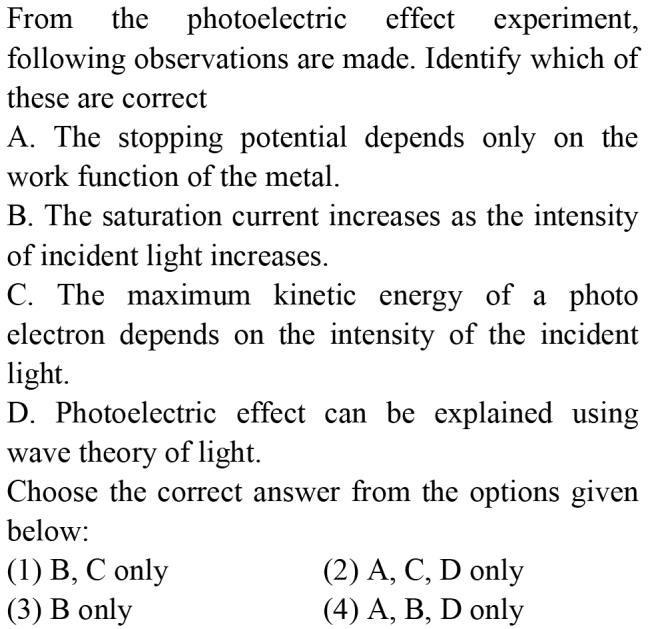 From the photoelectric effect experiment,
following observations are made. Identify which of
these are correct
A. The stopping potential depends only on the
work function of the metal.
B. The saturation current increases as the intensity
of incident light increases.
C. The maximum kinetic energy of a photo
electron depends on the intensity of the incident
light.
D. Photoelectric effect can be explained using
wave theory of light.
Choose the correct answer from the options given
below:
(1) B, C only (2) A, C, D only
(3) B only (4) A, B, D only